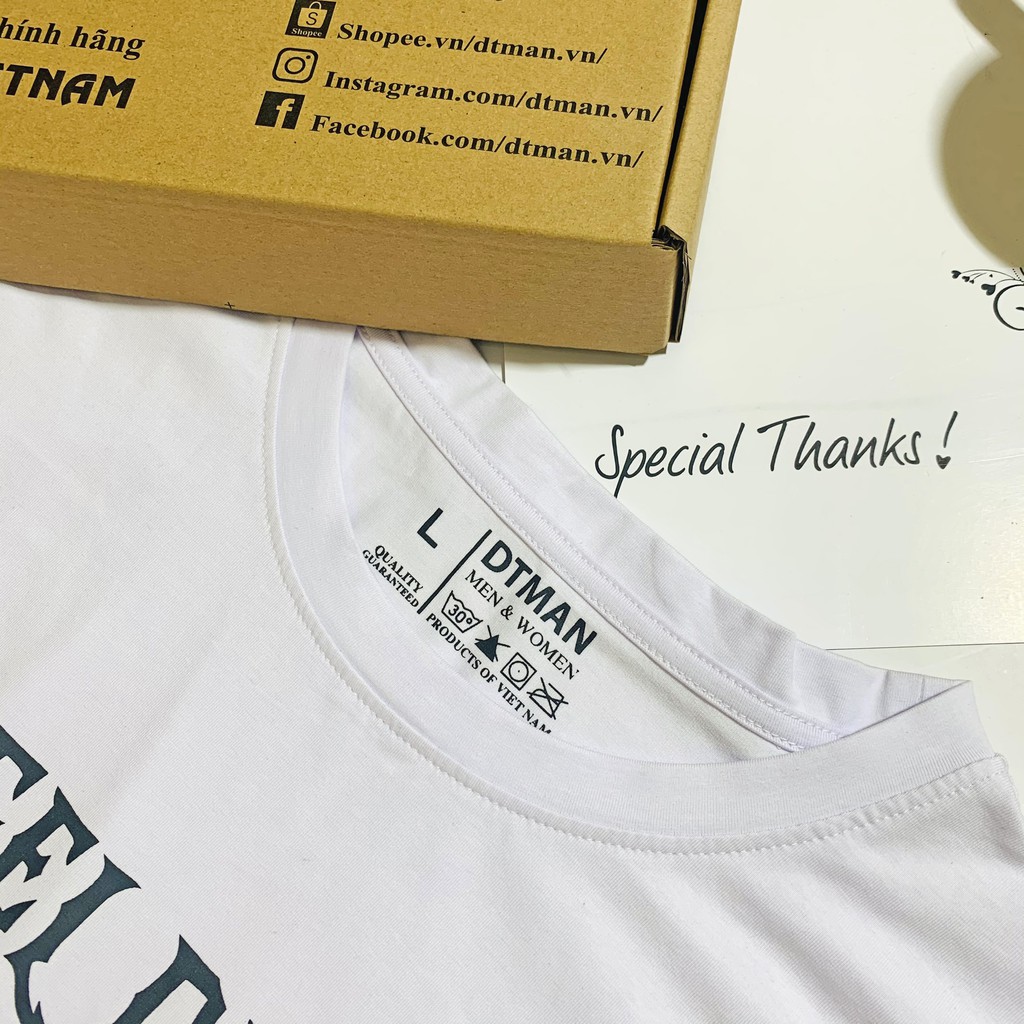 Shopee
Shopee.vn/dtman.vn/
hính hãng
Instagram.com/dtman.vn/
TNAM
Facebook.com/dtman.vn/
Special Thanks!
L
QUALITY
GUARANTEED
DTMAN
MEN & WOMEN
30°
PRODUCTS OF VIET NAM